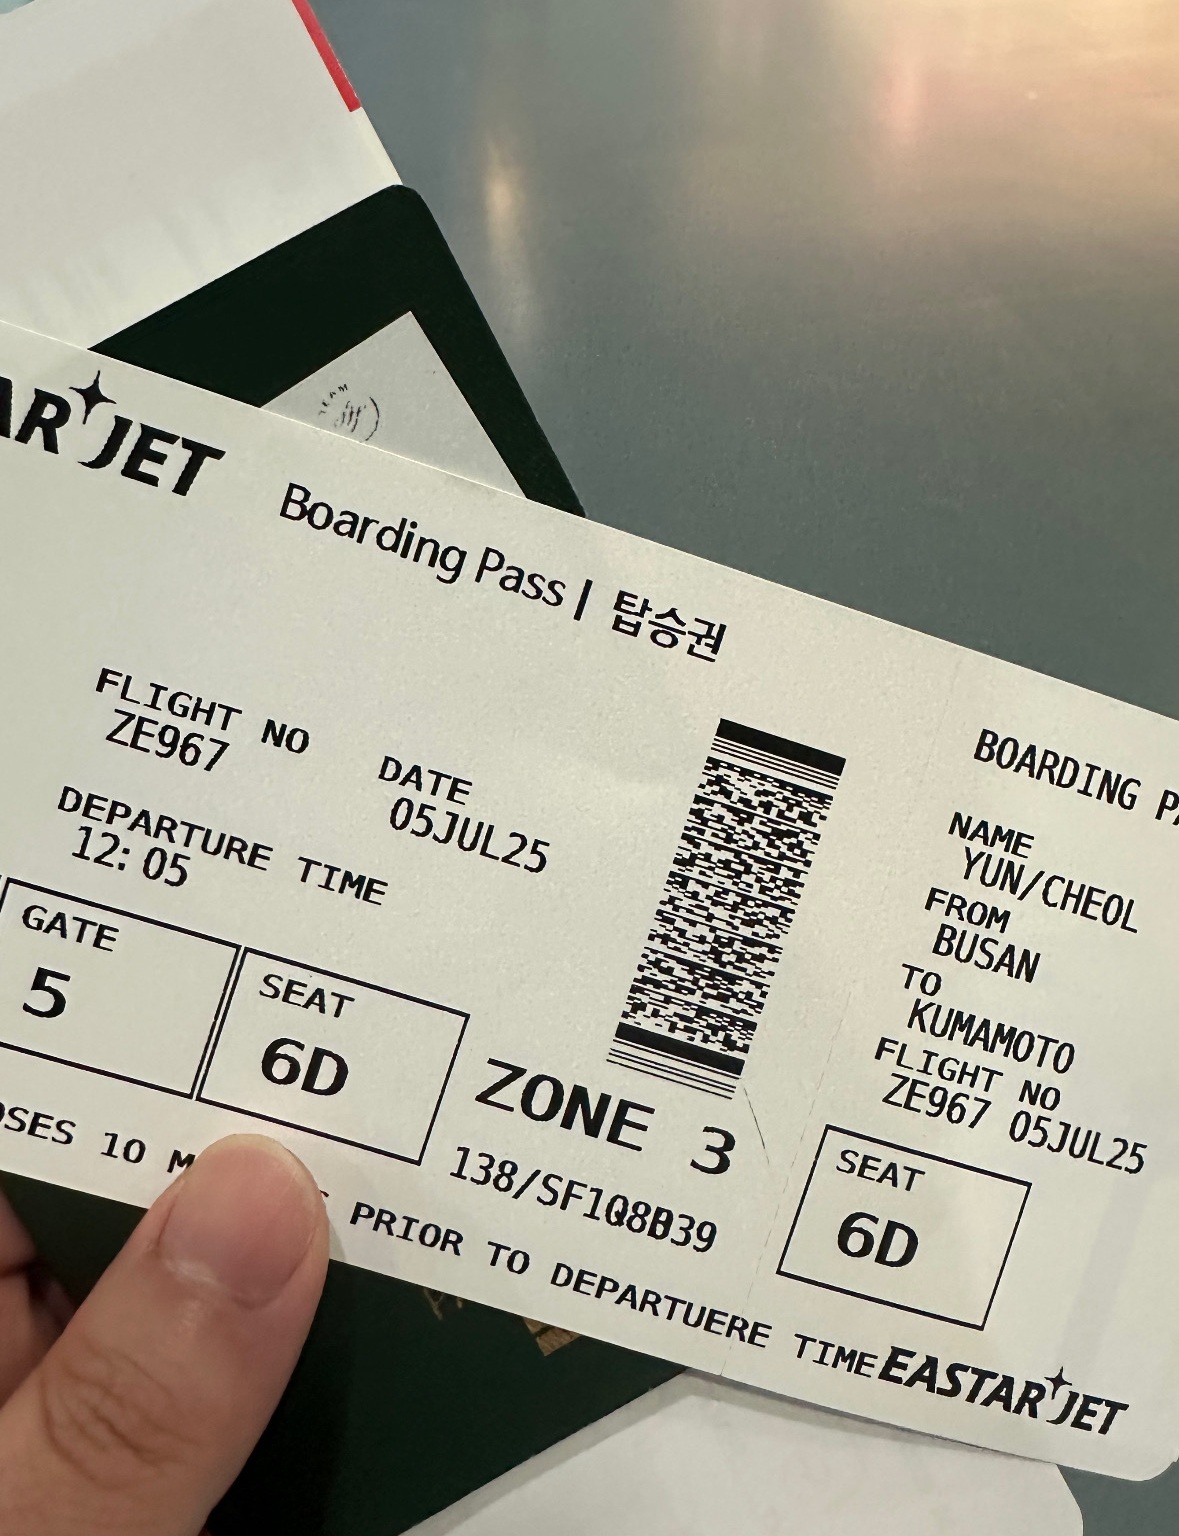 AR JET
Boarding Pass | 탑승권
FLIGHT NO
ZE967
DATE
05JUL25
DEPARTURE TIME
12:05
GATE
5
SEAT
6D
ZONE 3
138/
OSES 10 PRIOR TO DEPARTUERE TIME
BOARDING
NAME
YUN/CHEOL
FROM
BUSAN
TO
KUMAMOTO
FLIGHT NO
ZE967 05JUL25
SEAT
6D
EASTAR JET